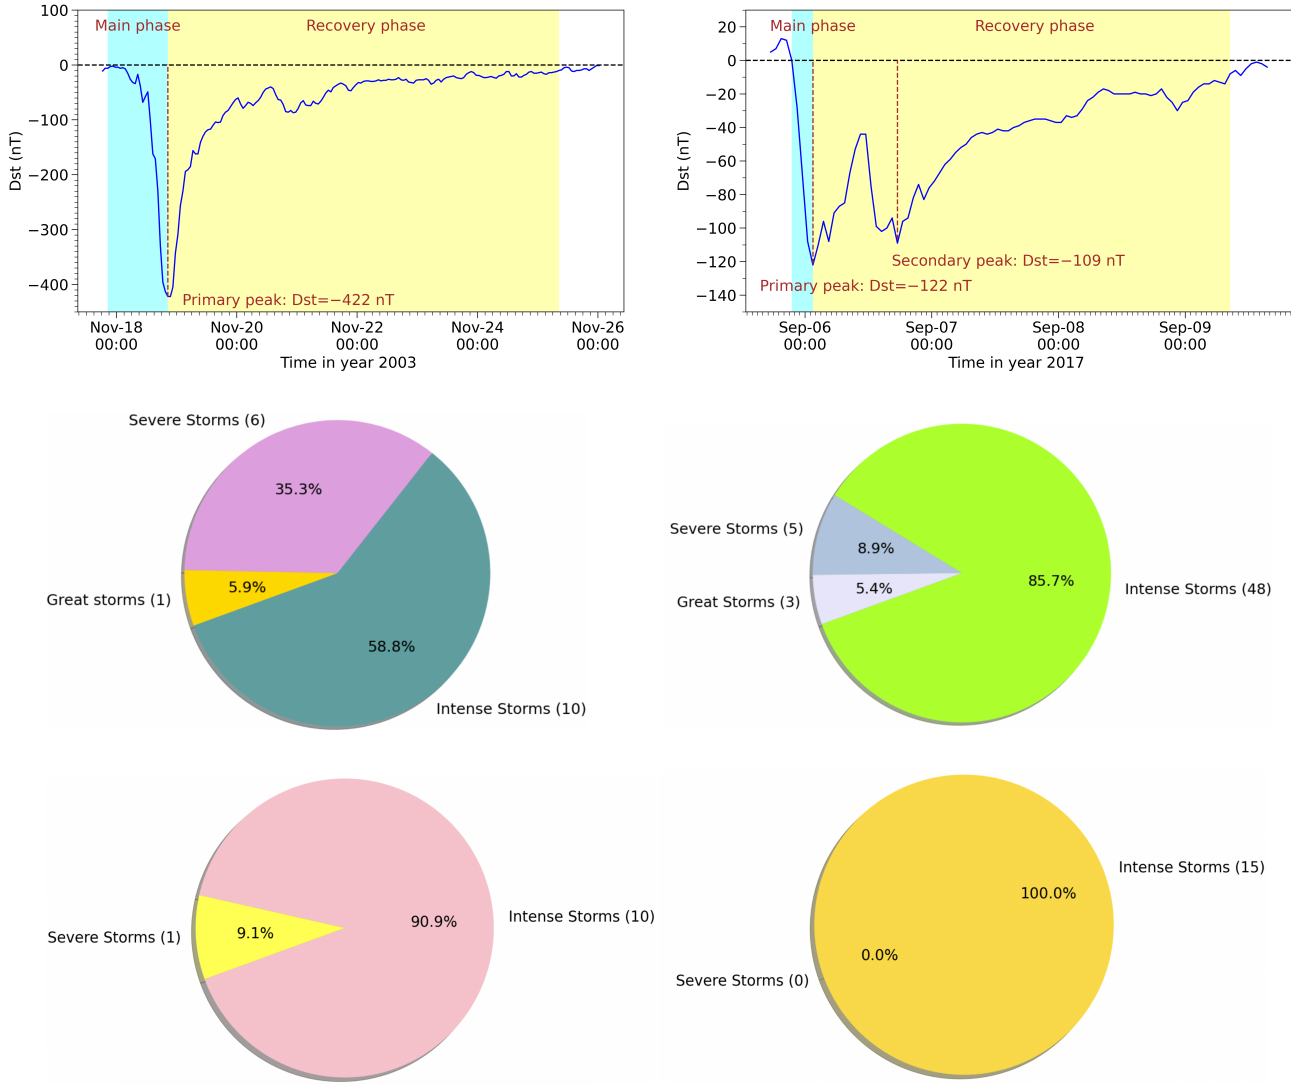 100
0
−100
−200
−300
−400
Dst (nT)
Main phase
Recovery phase
Primary peak: Dst=−422 nT
Nov-18
00:00
Nov-20
00:00
Nov-22
00:00
Nov-24
00:00
Nov-26
00:00
Time in year 2003
20
0
−20
−40
−60
−80
−100
−120
−140
Dst (nT)
Main phase
Recovery phase
Secondary peak: Dst=−109 nT
Primary peak: Dst=−122 nT
Sep-06
00:00
Sep-07
00:00
Sep-08
00:00
Sep-09
00:00
Time in year 2017
Severe Storms (6)
35.3%
Great storms (1)
5.9%
58.8%
Intense Storms (10)
Severe Storms (5)
8.9%
Great Storms (3)
5.4%
85.7%
Intense Storms (48)
Severe Storms (1)
9.1%
90.9%
Intense Storms (10)
Intense Storms (15)
100.0%
0.0%
Severe Storms (0)